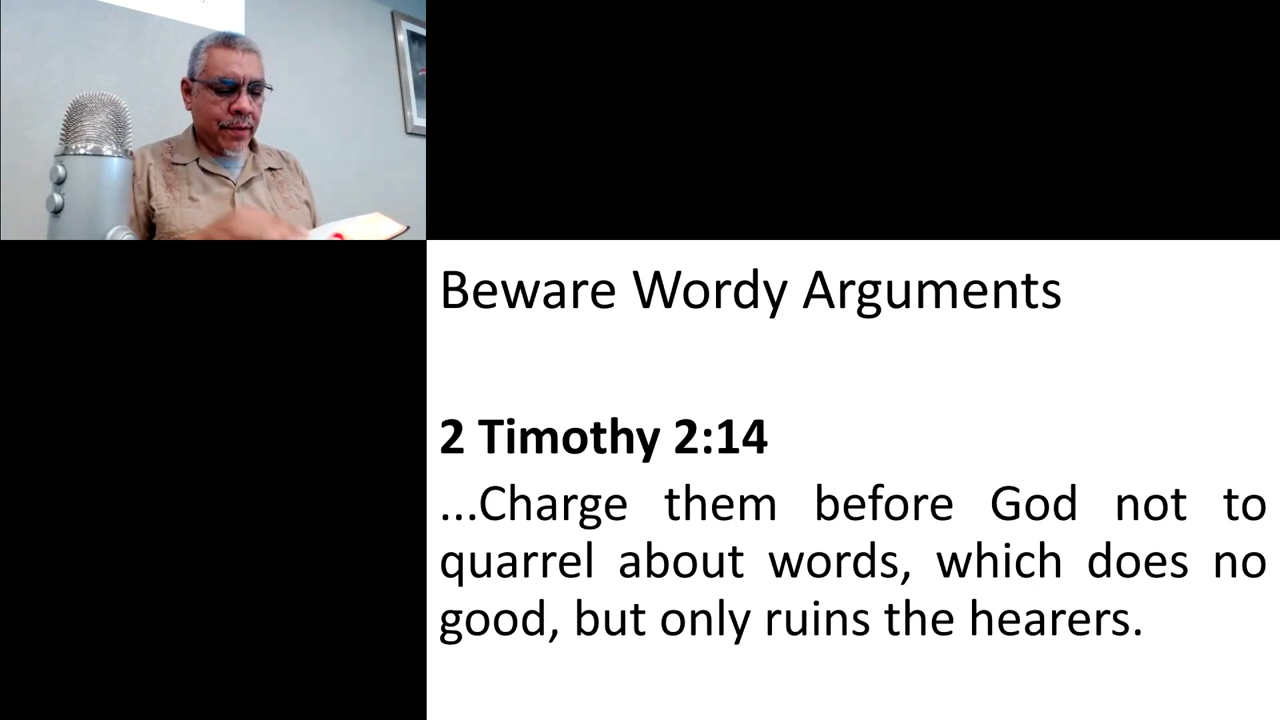 Beware Wordy Arguments
2 Timothy 2:14
...Charge them before God not to
quarrel about words, which does no
good, but only ruins the hearers.